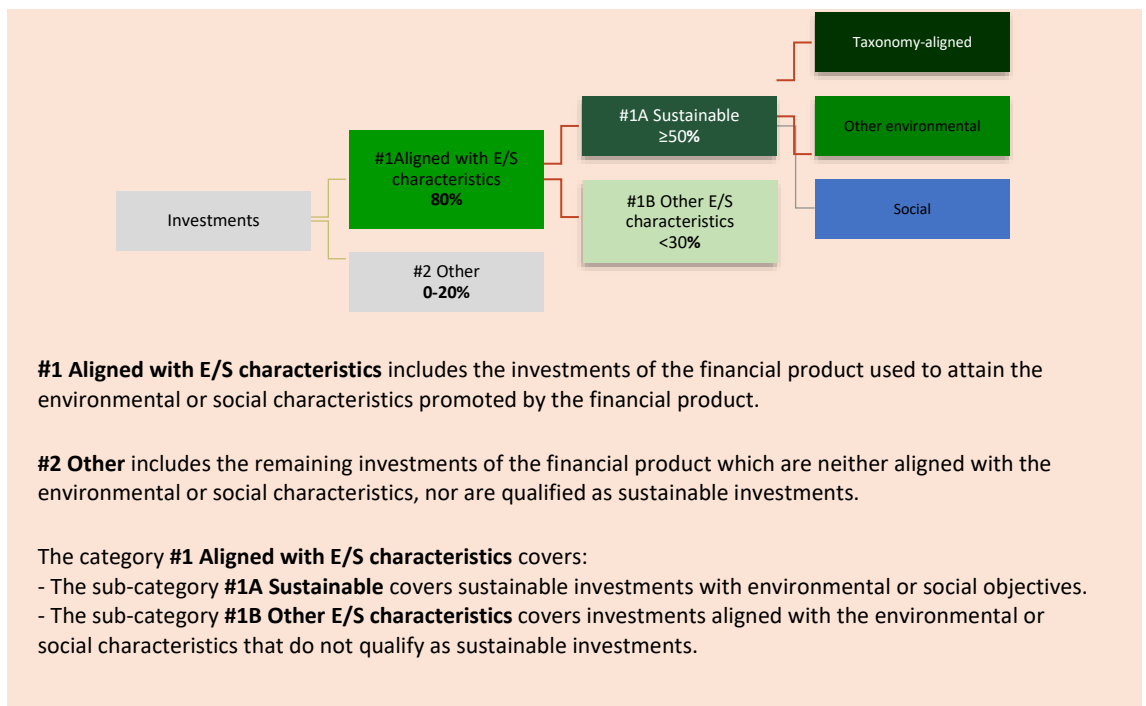 Taxonomy-aligned
#1A Sustainable
≥50%
Other environmental
#1Aligned with E/S
characteristics
80%
#1B Other E/S
characteristics
<30%
Social
Investments
#2 Other
0-20%
#1 Aligned with E/S characteristics includes the investments of the financial product used to attain the
environmental or social characteristics promoted by the financial product.
#2 Other includes the remaining investments of the financial product which are neither aligned with the
environmental or social characteristics, nor are qualified as sustainable investments.
The category #1 Aligned with E/S characteristics covers:
- The sub-category #1A Sustainable covers sustainable investments with environmental or social objectives.
- The sub-category #1B Other E/S characteristics covers investments aligned with the environmental or
social characteristics that do not qualify as sustainable investments.